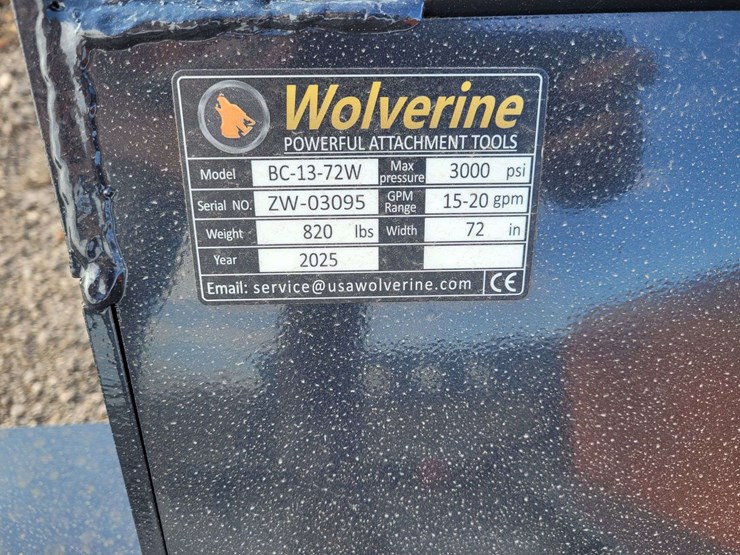 Wolverine
POWERFUL ATTACHMENT TOOLS
Model BC-13-72W Max pressure 3000 psi
Serial NO. ZW-03095 GPM Range 15-20 gpm
Weight 820 lbs Width 72 in
Year 2025
Email: service@usawolverine.com CE